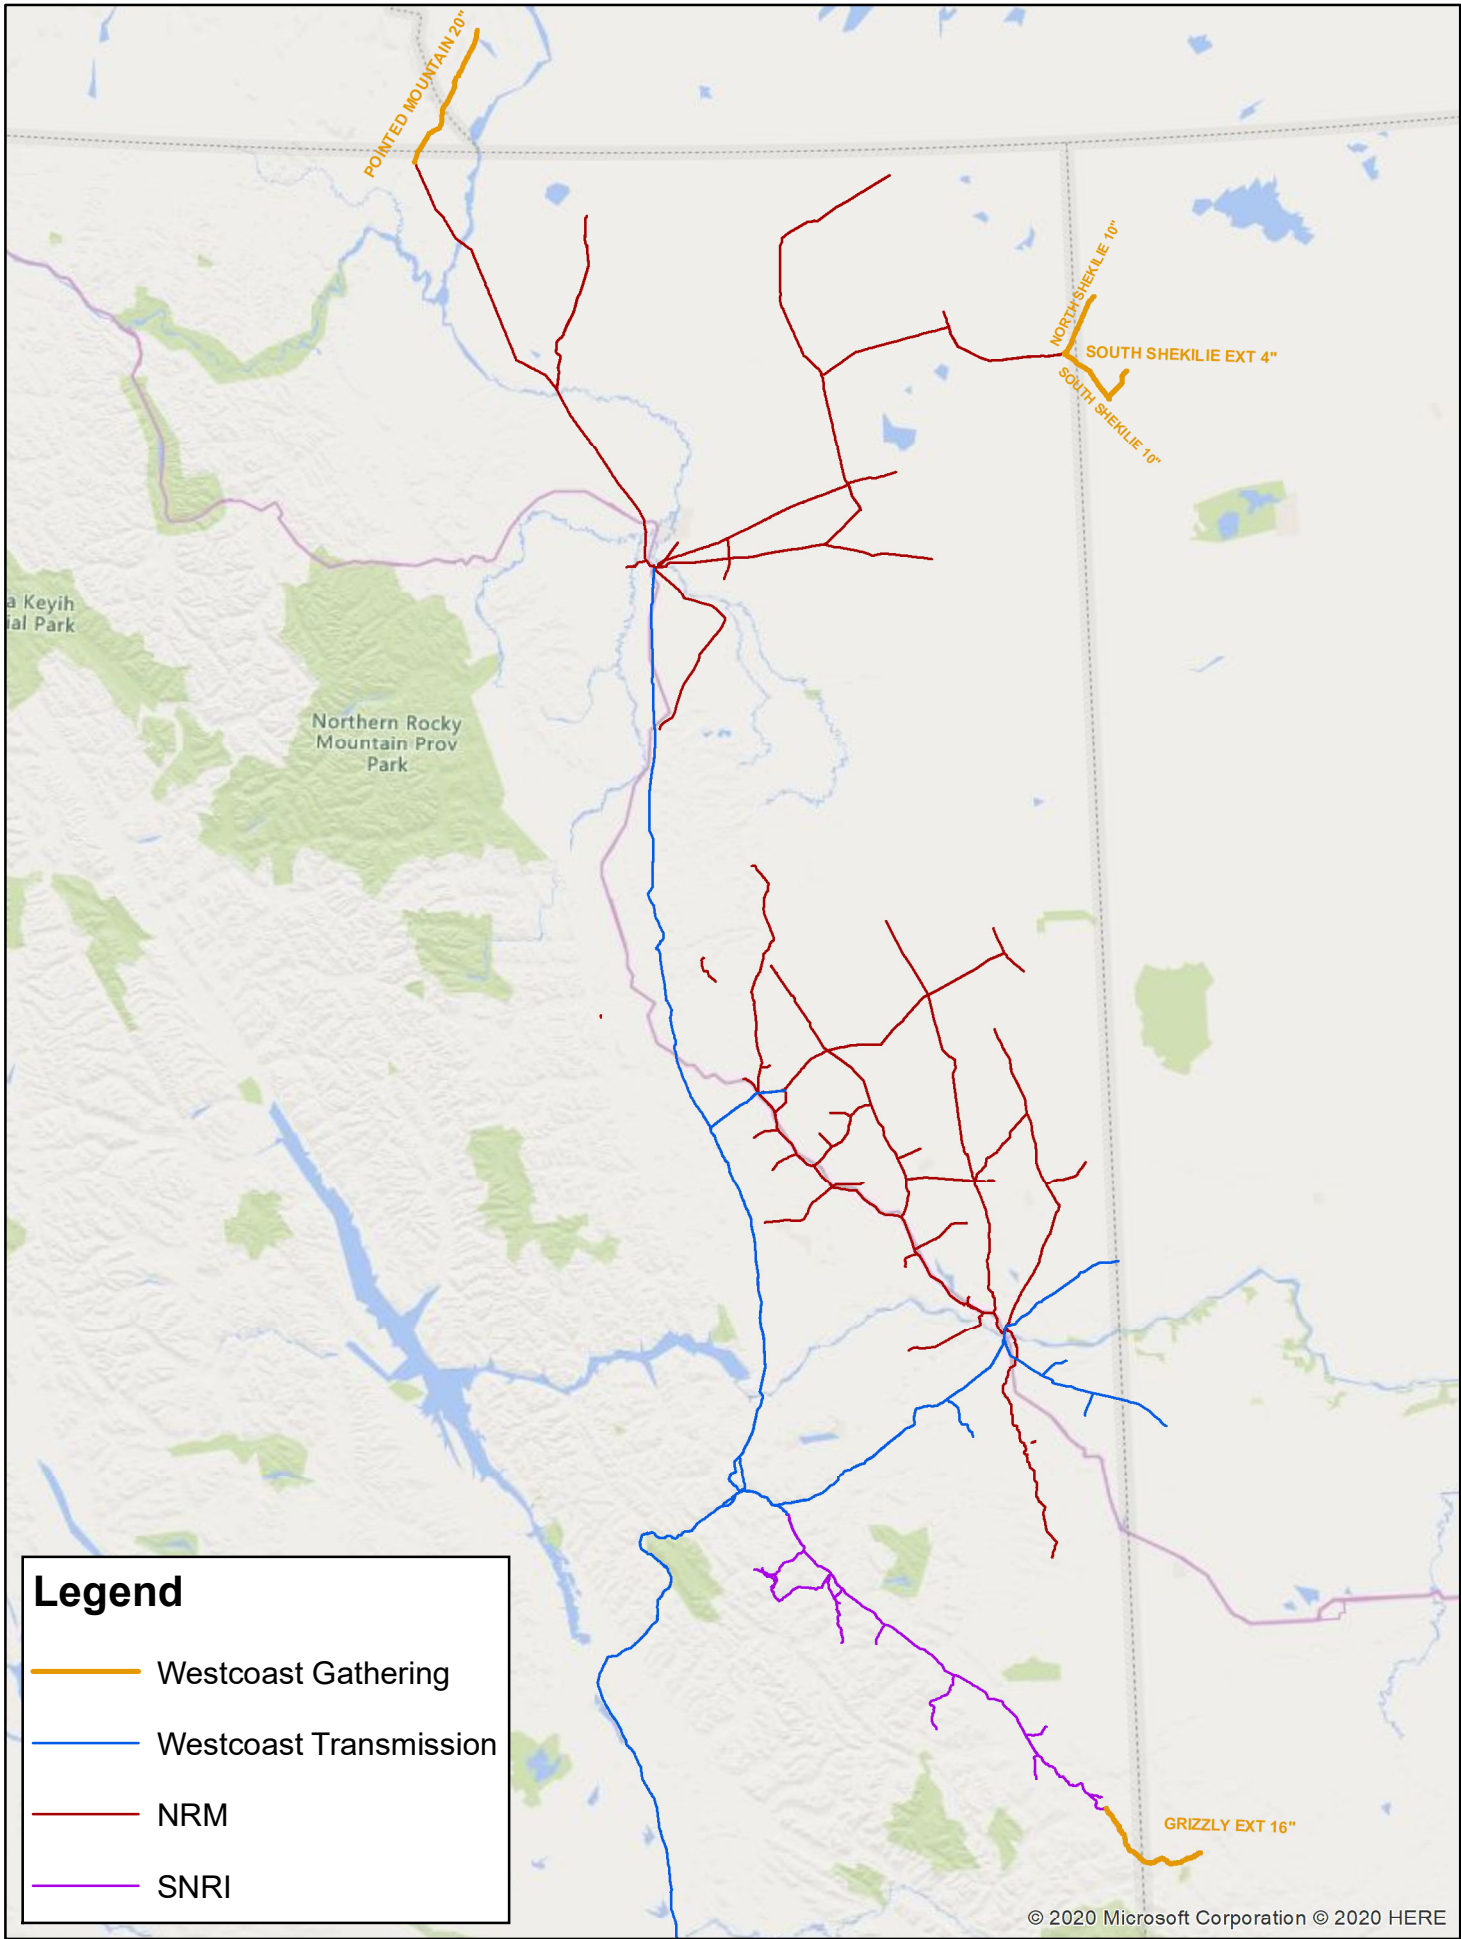 POINTED MOUNTAIN 20"
NORTH SHEKILIE 10"
SOUTH SHEKILIE EXT 4"
SOUTH SHEKILIE 10"
a Keyih
ial Park
Northern Rocky
Mountain Prov
Park
Legend
Westcoast Gathering
Westcoast Transmission
NRM
SNRI
GRIZZLY EXT 16"
© 2020 Microsoft Corporation © 2020 HERE